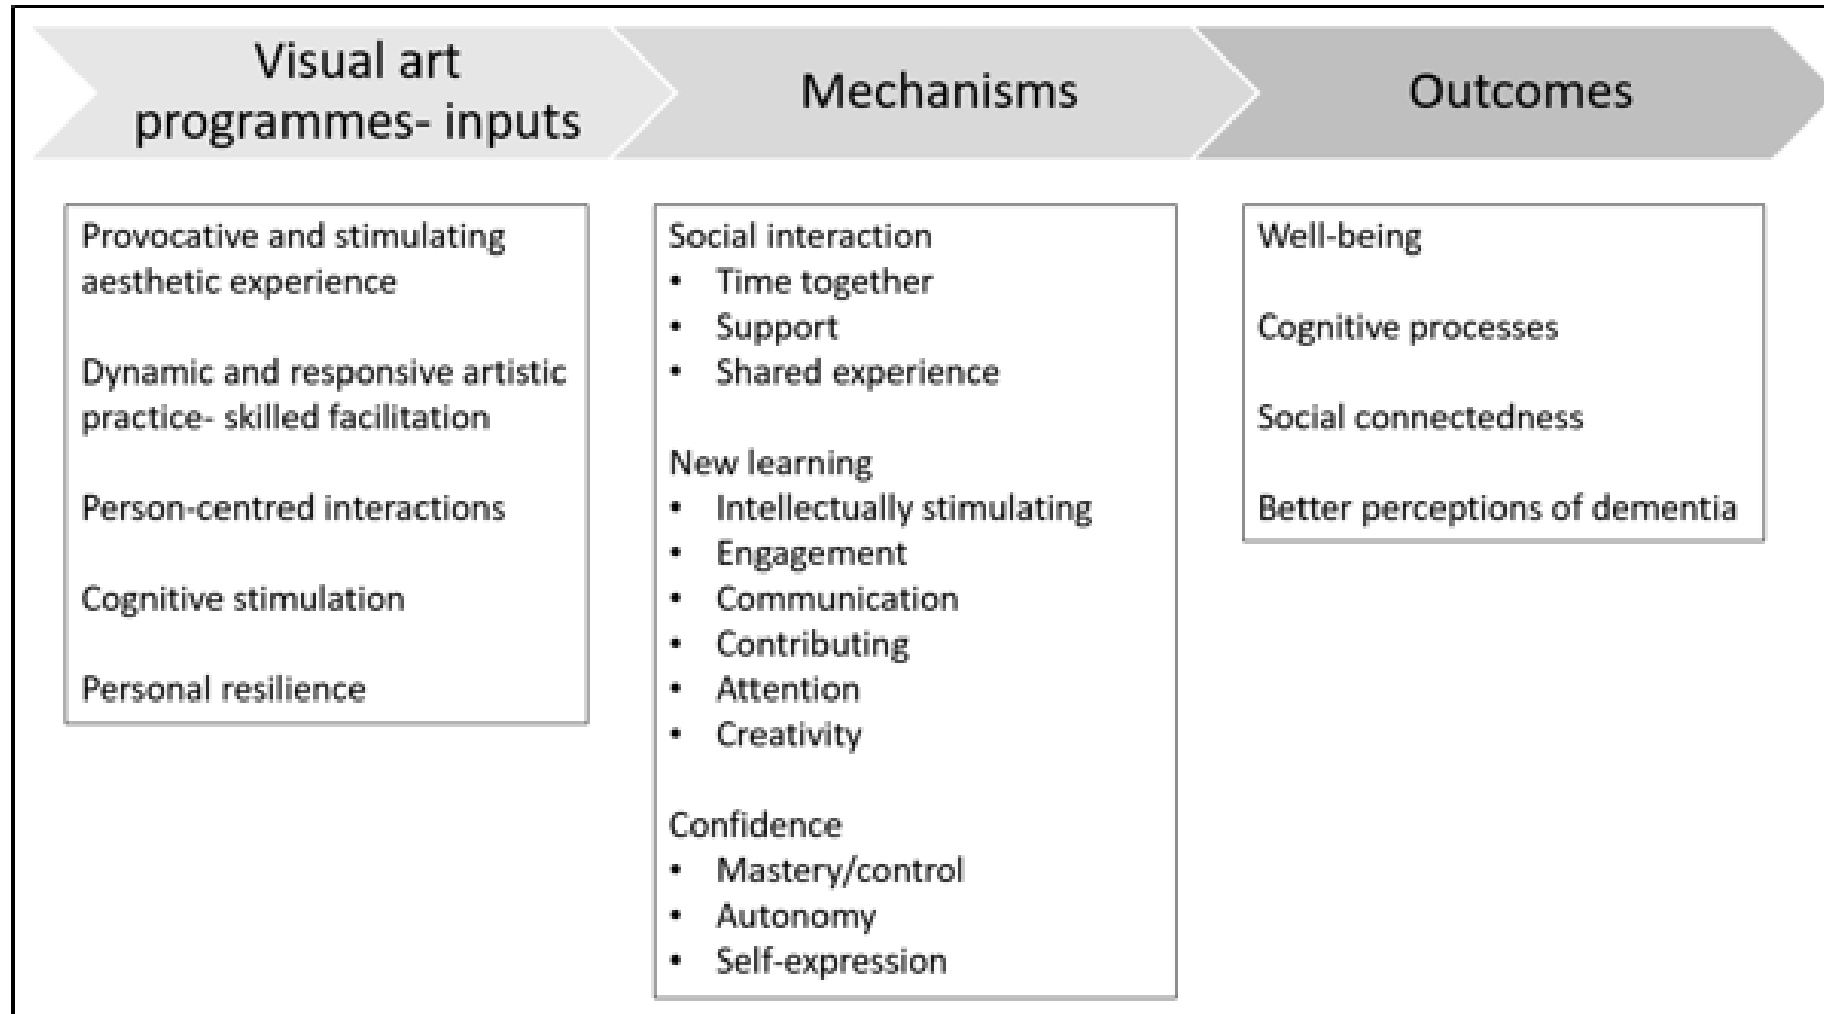 Visual art
programmes- inputs
Mechanisms
Outcomes
Provocative and stimulating
aesthetic experience
Dynamic and responsive artistic
practice- skilled facilitation
Person-centred interactions
Cognitive stimulation
Personal resilience
Social interaction
• Time together
• Support
• Shared experience
New learning
• Intellectually stimulating
• Engagement
• Communication
• Contributing
• Attention
• Creativity
Confidence
• Mastery/control
• Autonomy
• Self-expression
Well-being
Cognitive processes
Social connectedness
Better perceptions of dementia